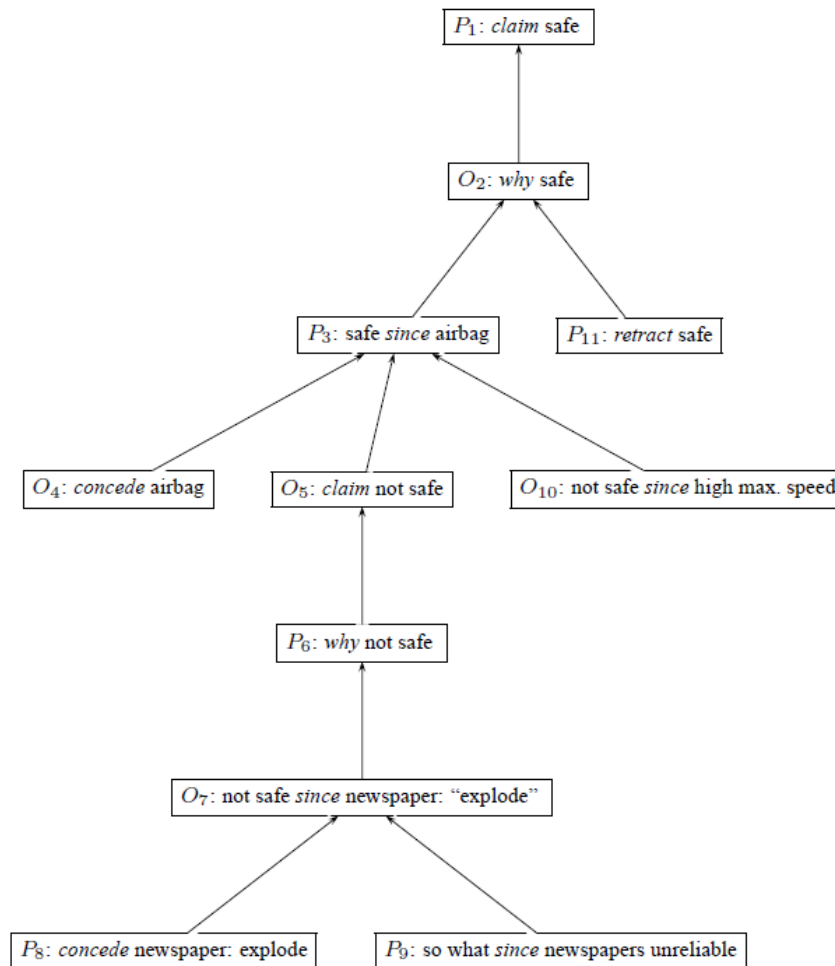 P₁: claim safe
O₂: why safe
P₃: safe since airbag
P₁₁: retract safe
O₄: concede airbag
O₅: claim not safe
O₁₀: not safe since high max. speed
P₆: why not safe
O₇: not safe since newspaper: “explode”
P₈: concede newspaper: explode
P₉: so what since newspapers unreliable